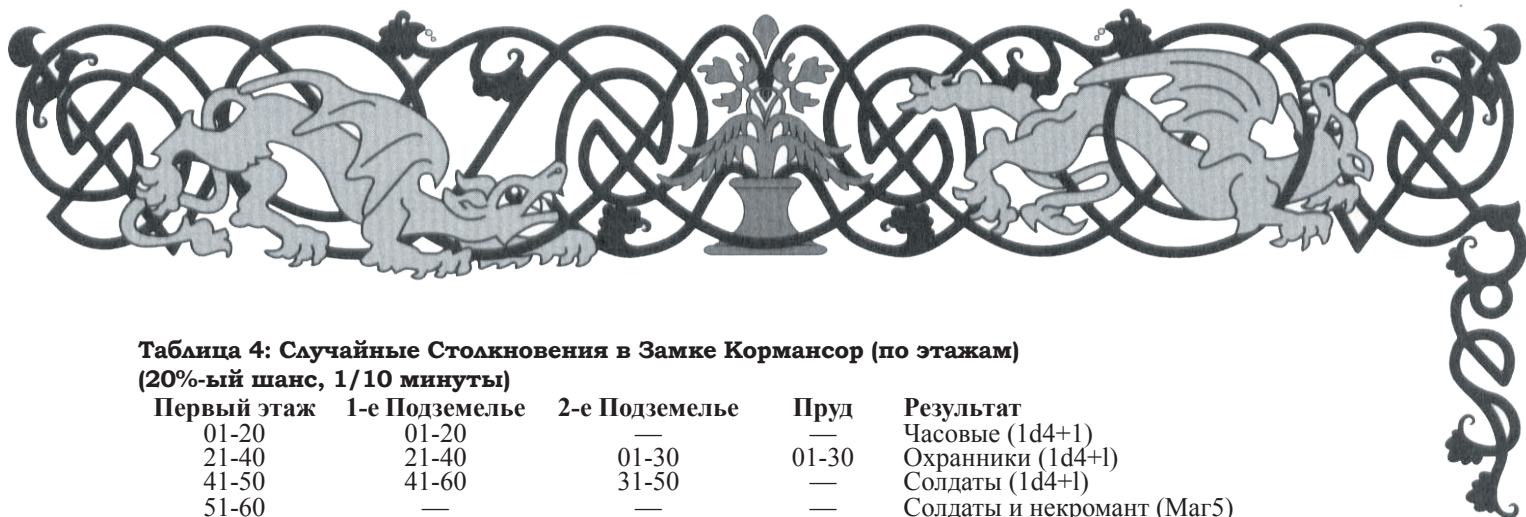 Таблица 4: Случайные Столкновения в Замке Кормансор (по этажам)
(20%-ый шанс, 1/10 минуты)
Первый этаж 1-е Подземелье 2-е Подземелье Пруд Результат
01-20 01-20 — — Часовые (1d4+1)
21-40 21-40 01-30 01-30 Охранники (1d4+l)
41-50 41-60 31-50 — Солдаты (1d4+l)
51-60 — — — Солдаты и некромант (Маг5)